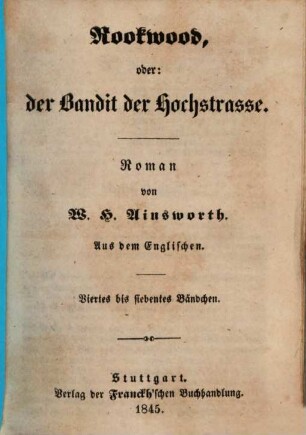 Rookwood,
oder:
der Bandit der Hochstrasse.
Roman
von
W. H. Ainsworth.
Aus dem Englischen.
Viertes bis siebentes Bändchen.
Stuttgart.
Verlag der Franckh'schen Buchhandlung.
1845.